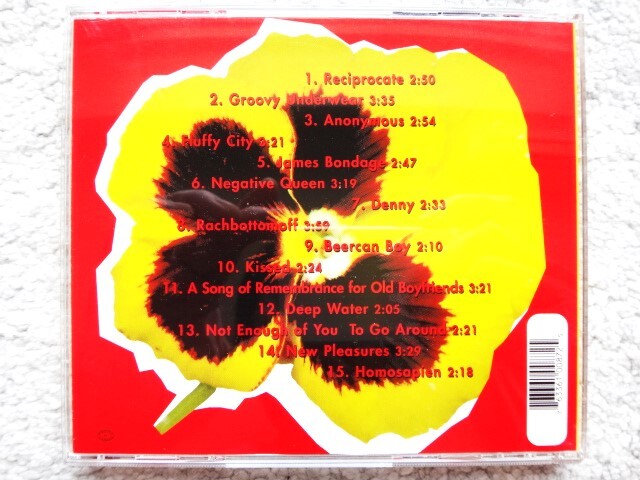 1. Reciprocate 2:50
2. Groovy Underwear 3:35
3. Anonymous 2:54
4. Fluffy City 3:21
5. James Bondage 2:47
6. Negative Queen 3:19
7. Denny 2:33
8. Rachbottomoff 3:59
9. Beercan Boy 2:10
10. Kissed 2:24
11. A Song of Remembrance for Old Boyfriends 3:21
12. Deep Water 2:05
13. Not Enough of You To Go Around 2:21
14. New Pleasures 3:29
15. Homosapien 2:18